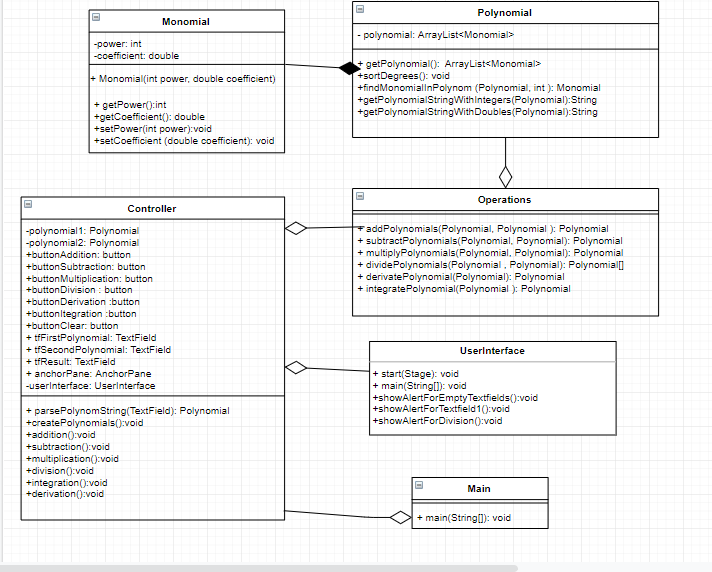 Monomial
-power: int
-coefficient: double
+ Monomial(int power, double coefficient)
+ getPower():int
+getCoefficient(): double
+setPower(int power):void
+setCoefficient (double coefficient): void
Polynomial
- polynomial: ArrayList<Monomial>
+ getPolynomial(): ArrayList<Monomial>
+sortDegrees(): void
+findMonomialInPolynom (Polynomial, int ): Monomial
+getPolynomialStringWithIntegers(Polynomial):String
+getPolynomialStringWithDoubles(Polynomial):String
Controller
-polynomial1: Polynomial
-polynomial2: Polynomial
+buttonAddition: button
+buttonSubtraction: button
+buttonMultiplication: button
+buttonDivision : button
+buttonDerivation :button
+buttonItegration :button
+buttonClear: button
+ tfFirstPolynomial: TextField
+ tfSecondPolynomial: TextField
+ tfResult: TextField
+ anchorPane: AnchorPane
-userInterface: UserInterface
+ parsePolynomString(TextField): Polynomial
+createPolynomials():void
+addition():void
+subtraction():void
+multiplication():void
+division():void
+integration():void
+derivation():void
Operations
+ addPolynomials(Polynomial, Polynomial ): Polynomial
+ subtractPolynomials(Polynomial, Poynomial): Polynomial
+ multiplyPolynomials(Polynomial, Polynomial): Polynomial
+ dividePolynomials(Polynomial , Polynomial): Polynomial[]
+ derivatePolynomial(Polynomial): Polynomial
+ integratePolynomial(Polynomial ): Polynomial
UserInterface
+ start(Stage): void
+ main(String[]): void
+showAlertForEmptyTextfields():void
+showAlertForTextfield1():void
+showAlertForDivision():void
Main
+ main(String[]): void